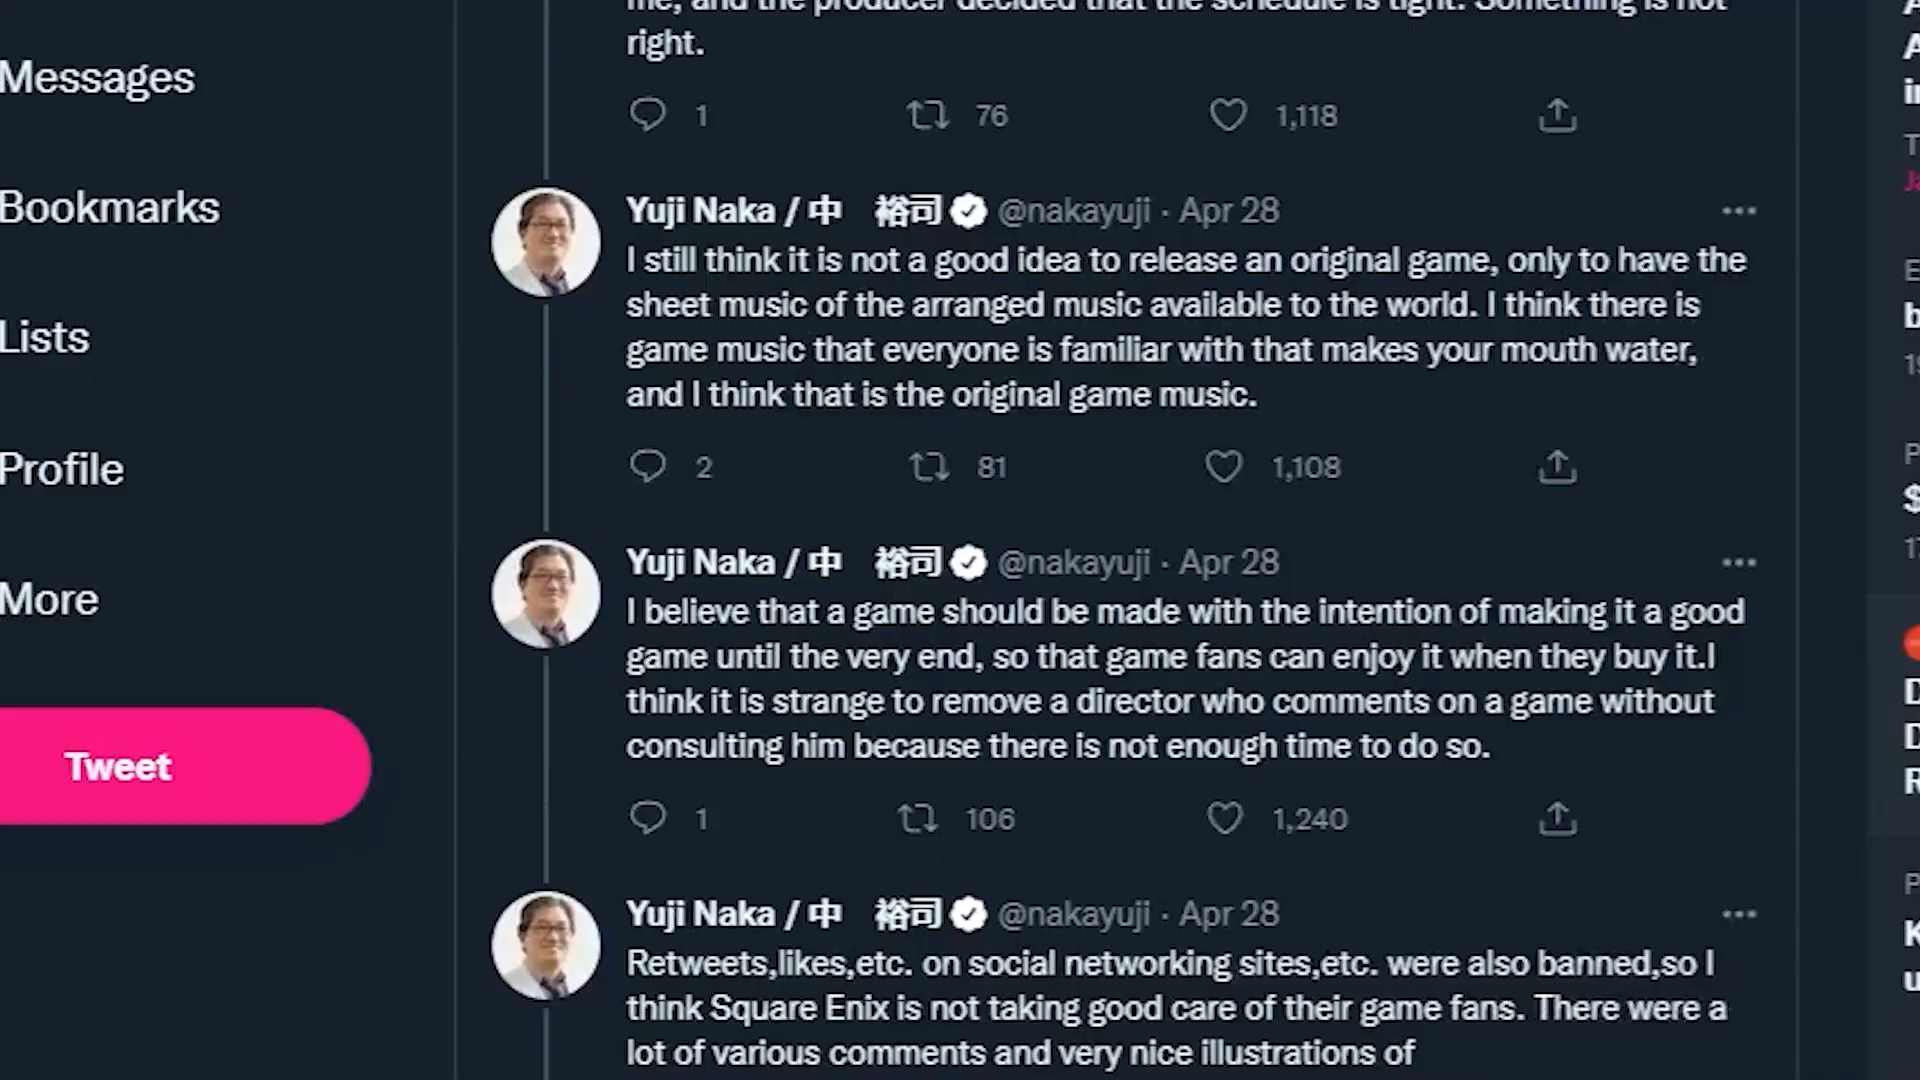 me, and the producer decided that the schedule is tight. Something is not
right.
1 76 1,118
Messages
Bookmarks
Lists
Profile
More
Tweet
Yuji Naka / 中　裕司 @nakayuji · Apr 28
I still think it is not a good idea to release an original game, only to have the
sheet music of the arranged music available to the world. I think there is
game music that everyone is familiar with that makes your mouth water,
and I think that is the original game music.
2 81 1,108
Yuji Naka / 中　裕司 @nakayuji · Apr 28
I believe that a game should be made with the intention of making it a good
game until the very end, so that game fans can enjoy it when they buy it.I
think it is strange to remove a director who comments on a game without
consulting him because there is not enough time to do so.
1 106 1,240
Yuji Naka / 中　裕司 @nakayuji · Apr 28
Retweets,likes,etc. on social networking sites,etc. were also banned,so I
think Square Enix is not taking good care of their game fans. There were a
lot of various comments and very nice illustrations of